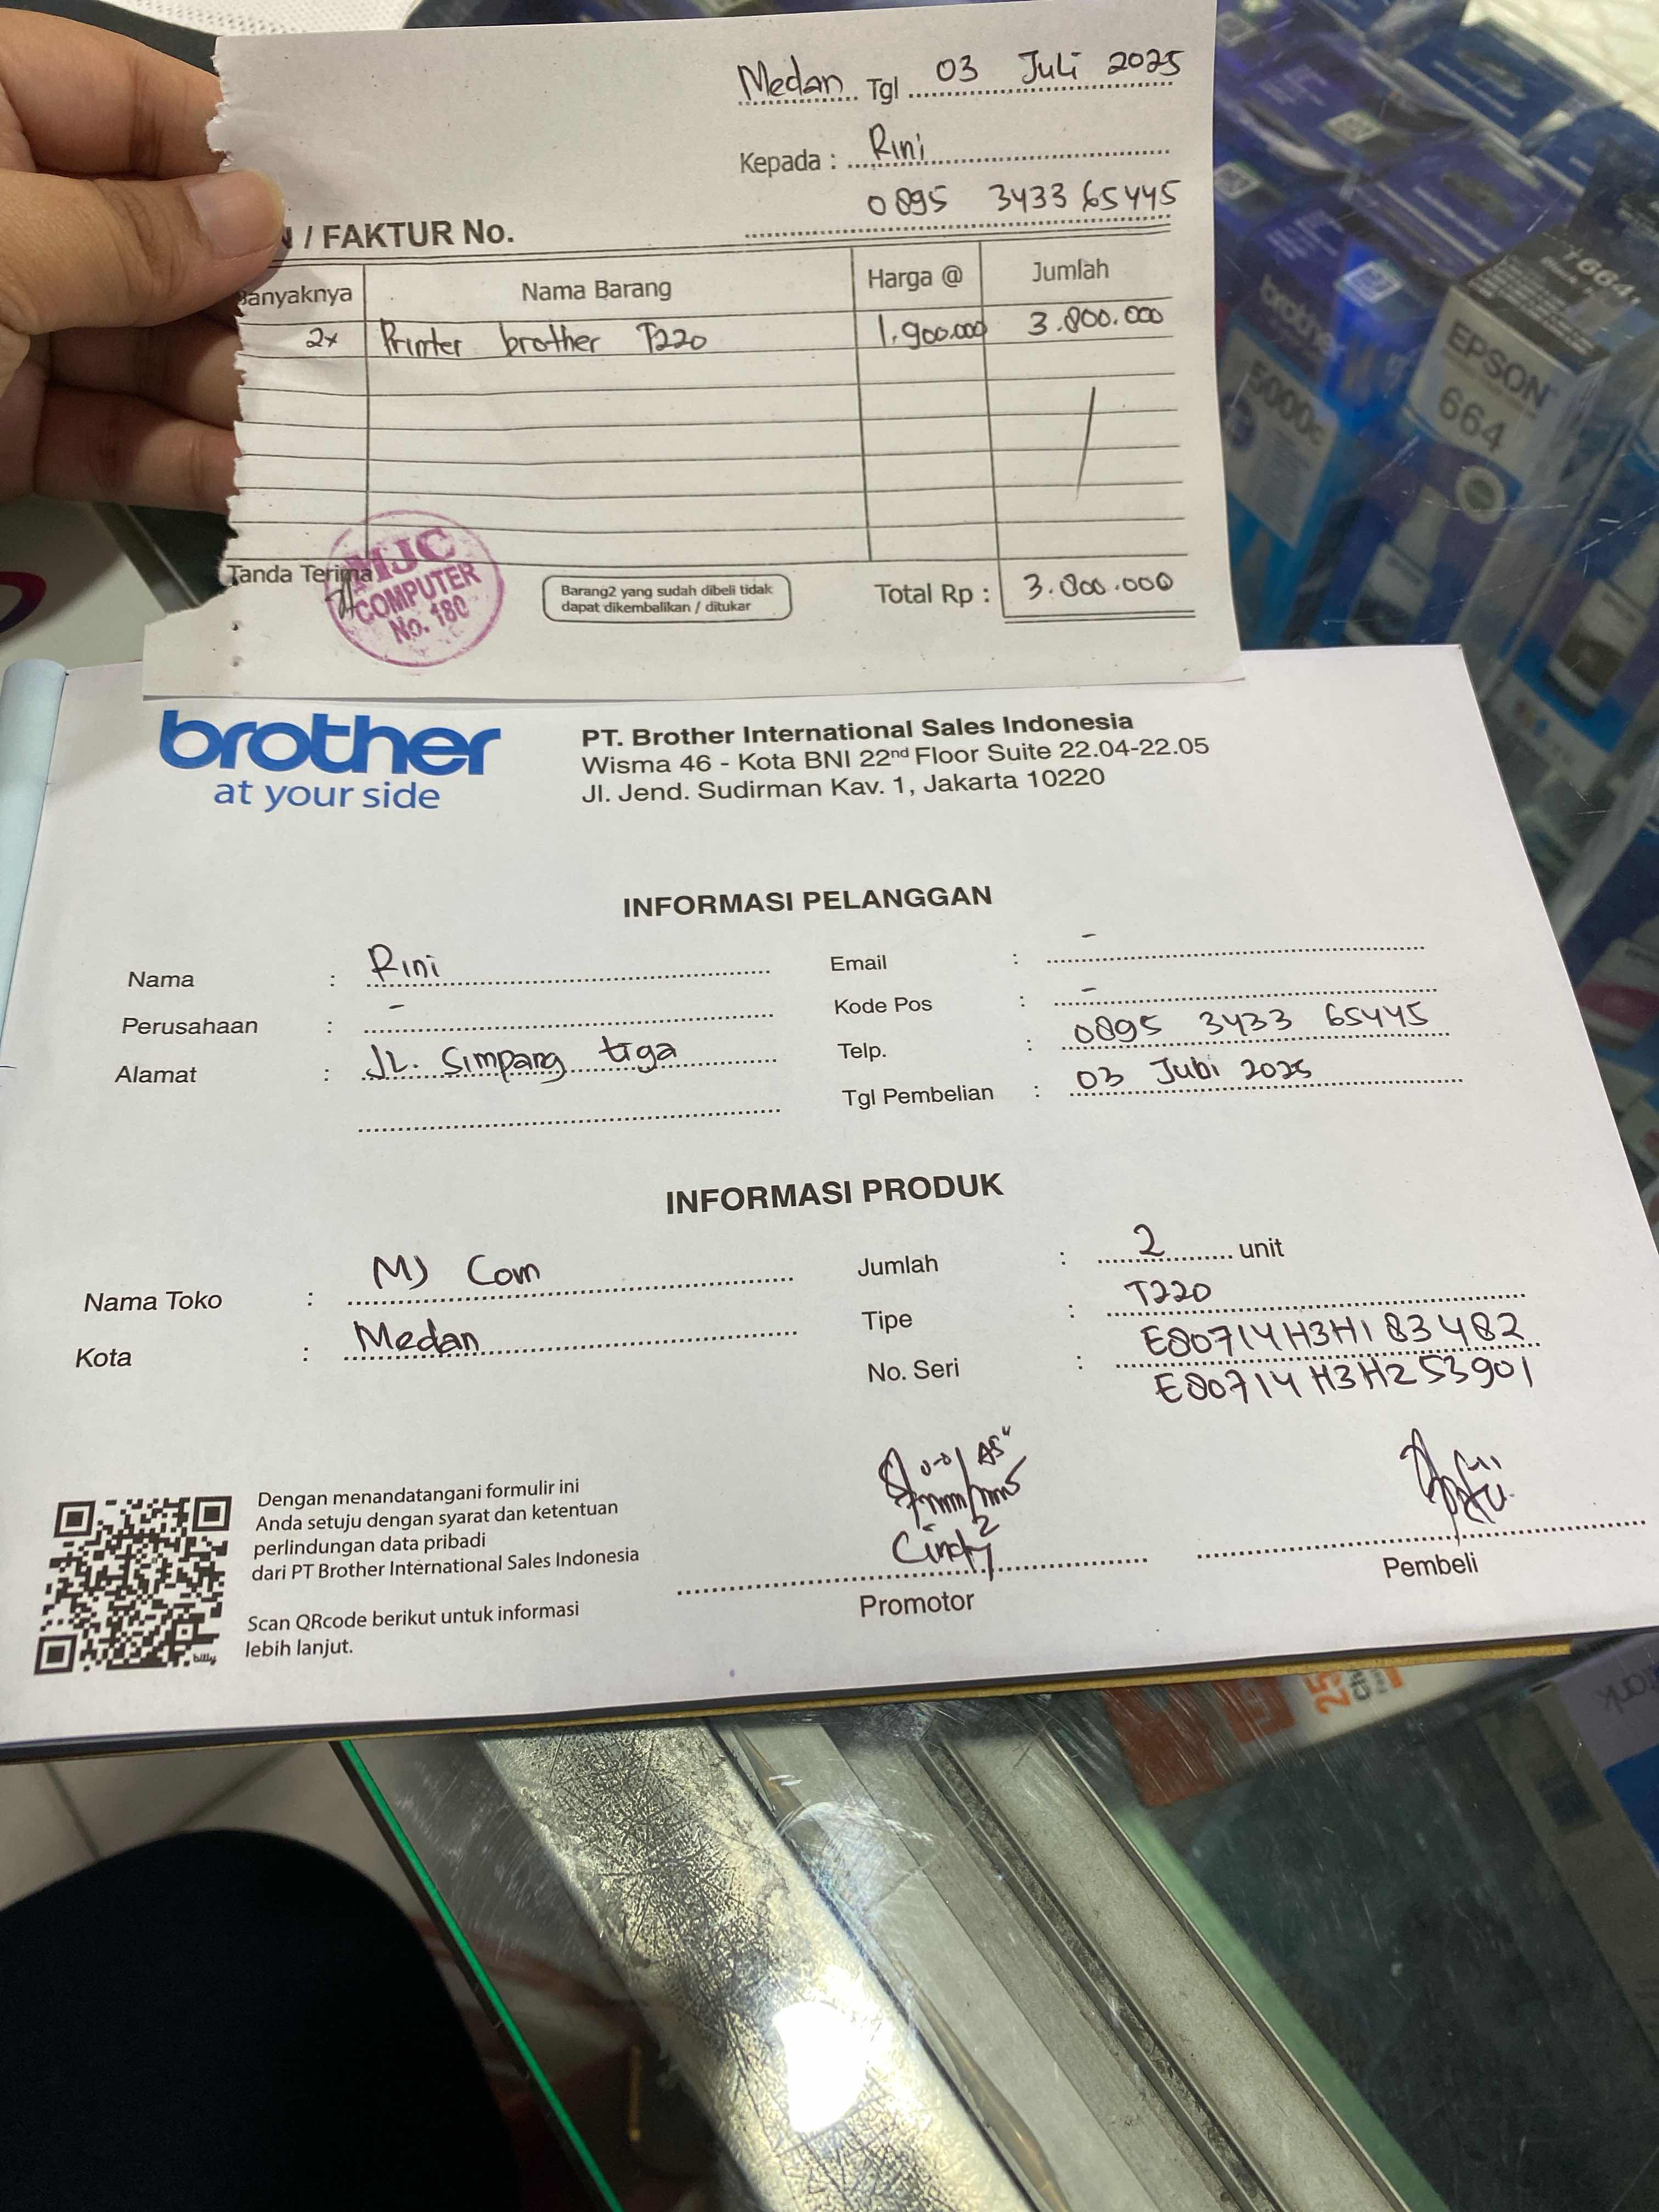 Medan Tgl 03 Juli 2025
Kepada : Rini
0895 3433 65445
/ FAKTUR No.
Banyaknya Nama Barang Harga @ Jumlah
2x Printer brother T220 1.900.000 3.800.000
Tanda Terima
MJC
COMPUTER
No. 180
Barang2 yang sudah dibeli tidak
dapat dikembalikan / ditukar
Total Rp : 3.800.000
brother
at your side
PT. Brother International Sales Indonesia
Wisma 46 - Kota BNI 22nd Floor Suite 22.04-22.05
Jl. Jend. Sudirman Kav. 1, Jakarta 10220
INFORMASI PELANGGAN
Nama : Rini
Perusahaan : -
Alamat : JL. Simpang tiga
Email : -
Kode Pos : -
Telp. : 0895 3433 65445
Tgl Pembelian : 03 Juli 2025
INFORMASI PRODUK
Nama Toko : MJ Com
Kota : Medan
Jumlah : 2 unit
Tipe : T220
No. Seri : E80714H3H183482
E80714H3H253901
Dengan menandatangani formulir ini
Anda setuju dengan syarat dan ketentuan
perlindungan data pribadi
dari PT Brother International Sales Indonesia
Scan QRcode berikut untuk informasi
lebih lanjut.
billy
Cindy
Promotor
Pembeli
brother
5000c
EPSON
664
664